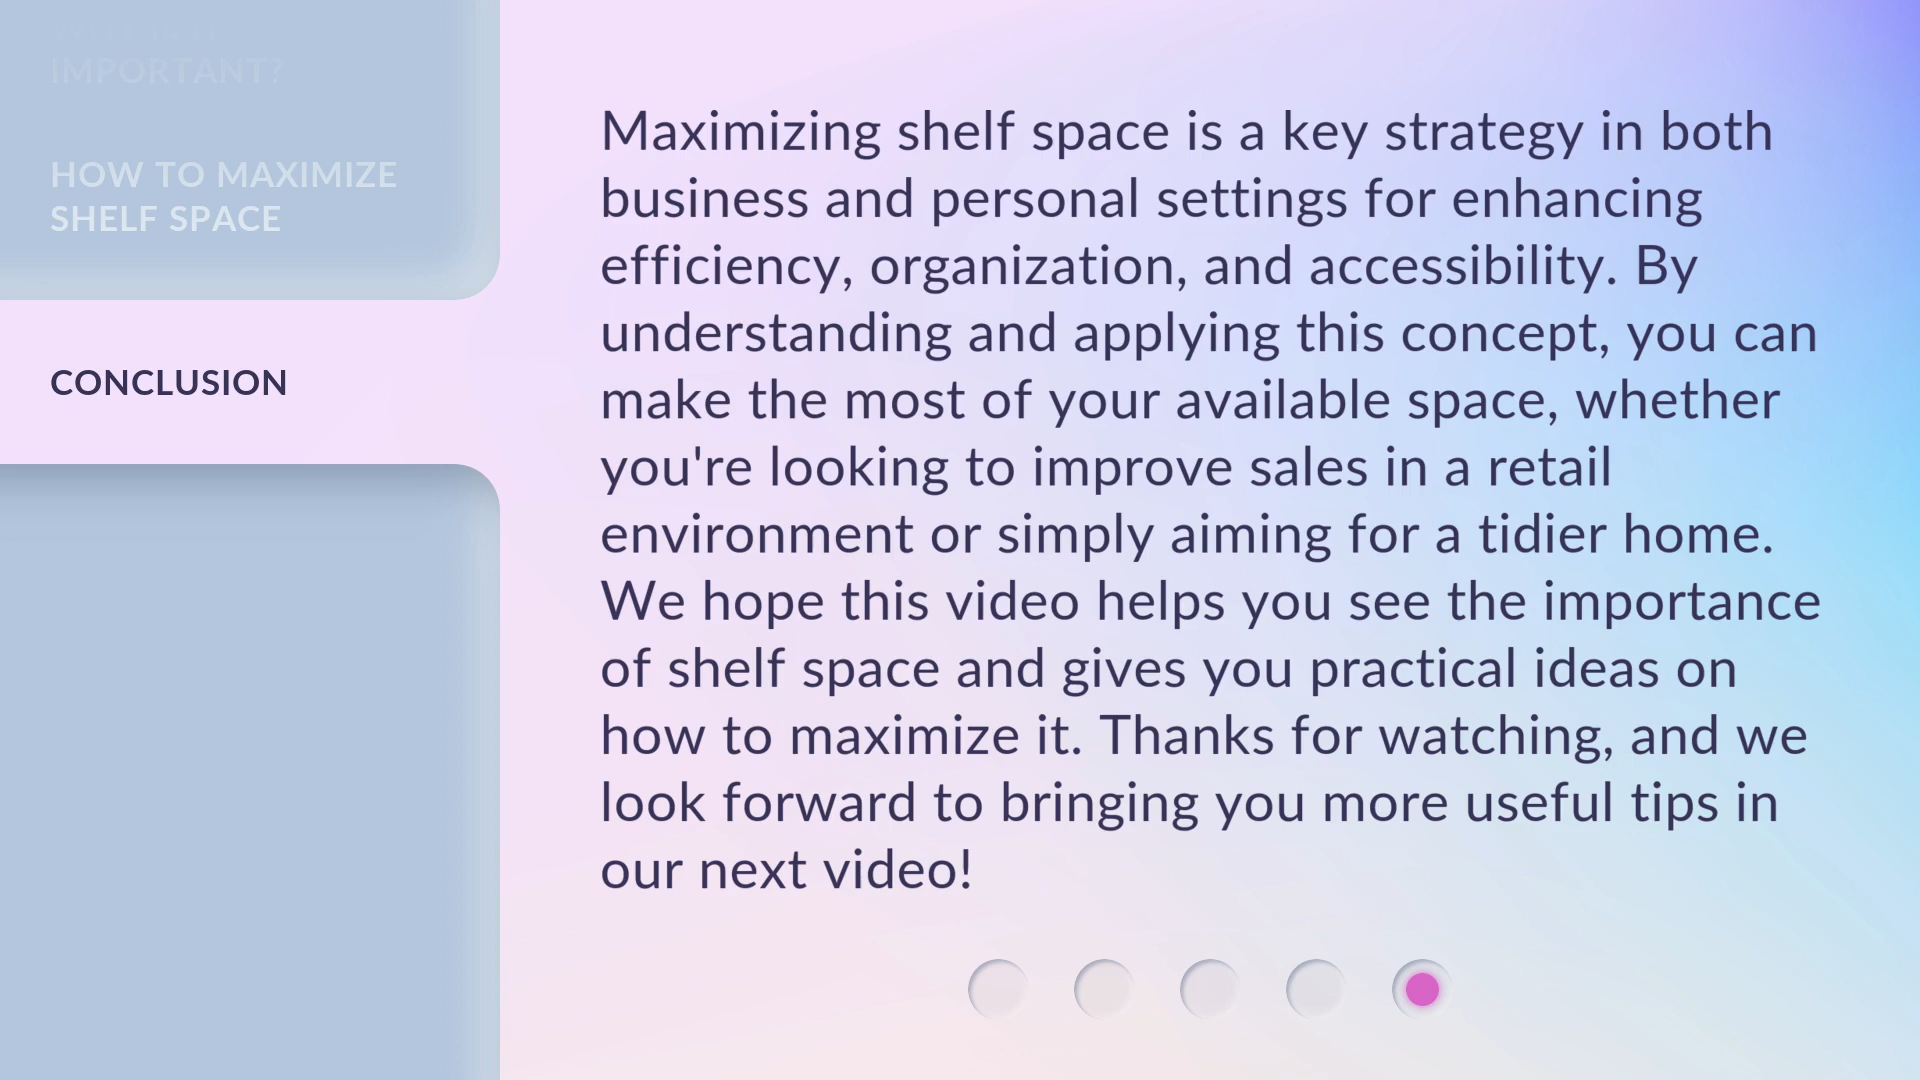 IMPORTANT?
HOW TO MAXIMIZE
SHELF SPACE
CONCLUSION
Maximizing shelf space is a key strategy in both
business and personal settings for enhancing
efficiency, organization, and accessibility. By
understanding and applying this concept, you can
make the most of your available space, whether
you're looking to improve sales in a retail
environment or simply aiming for a tidier home.
We hope this video helps you see the importance
of shelf space and gives you practical ideas on
how to maximize it. Thanks for watching, and we
look forward to bringing you more useful tips in
our next video!